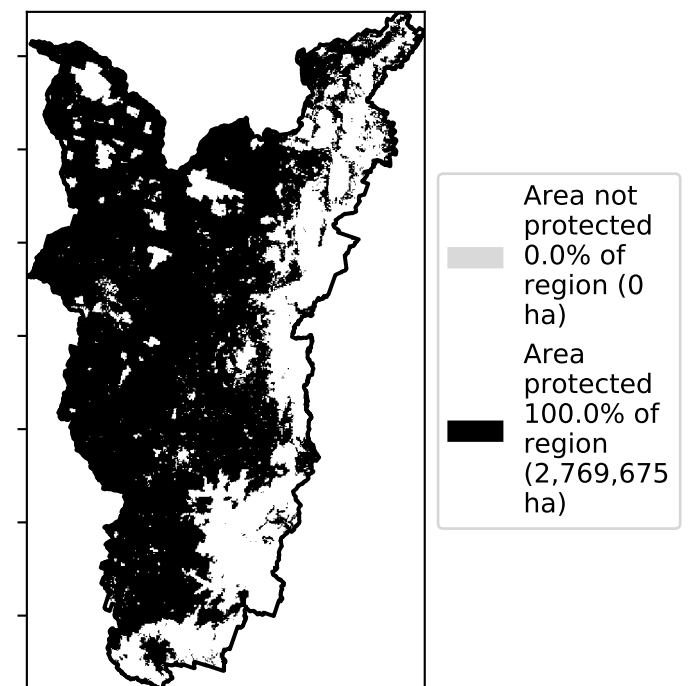 Area not
protected
0.0% of
region (0
ha)
Area
protected
100.0% of
region
(2,769,675
ha)